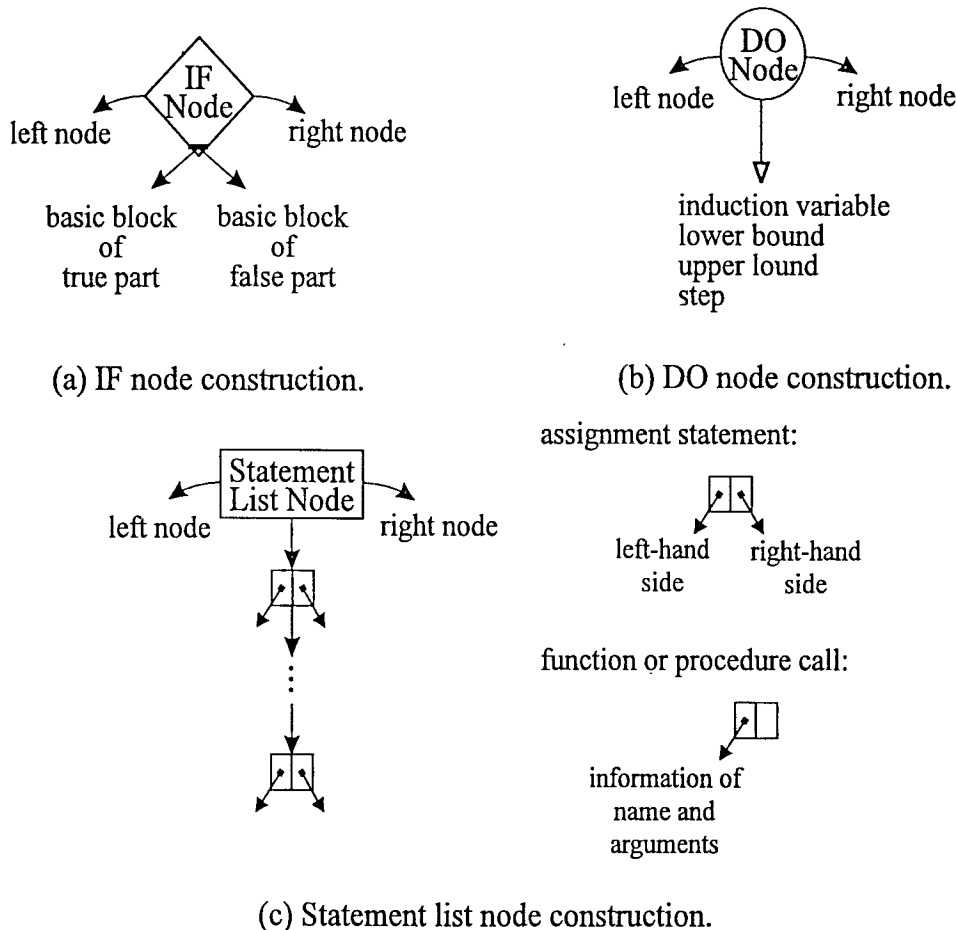 IF
Node
left node
right node
basic block
of
true part
basic block
of
false part
(a) IF node construction.
DO
Node
left node
right node
induction variable
lower bound
upper lound
step
(b) DO node construction.
Statement
List Node
left node
right node
assignment statement:
left-hand
side
right-hand
side
function or procedure call:
information of
name and
arguments
(c) Statement list node construction.